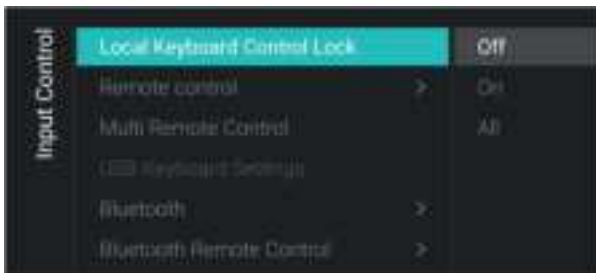 Input Control
Local Keyboard Control Lock
Off
Remote control >
On
Multi Remote Control
All
USB Keyboard Settings
Bluetooth >
Bluetooth Remote Control >